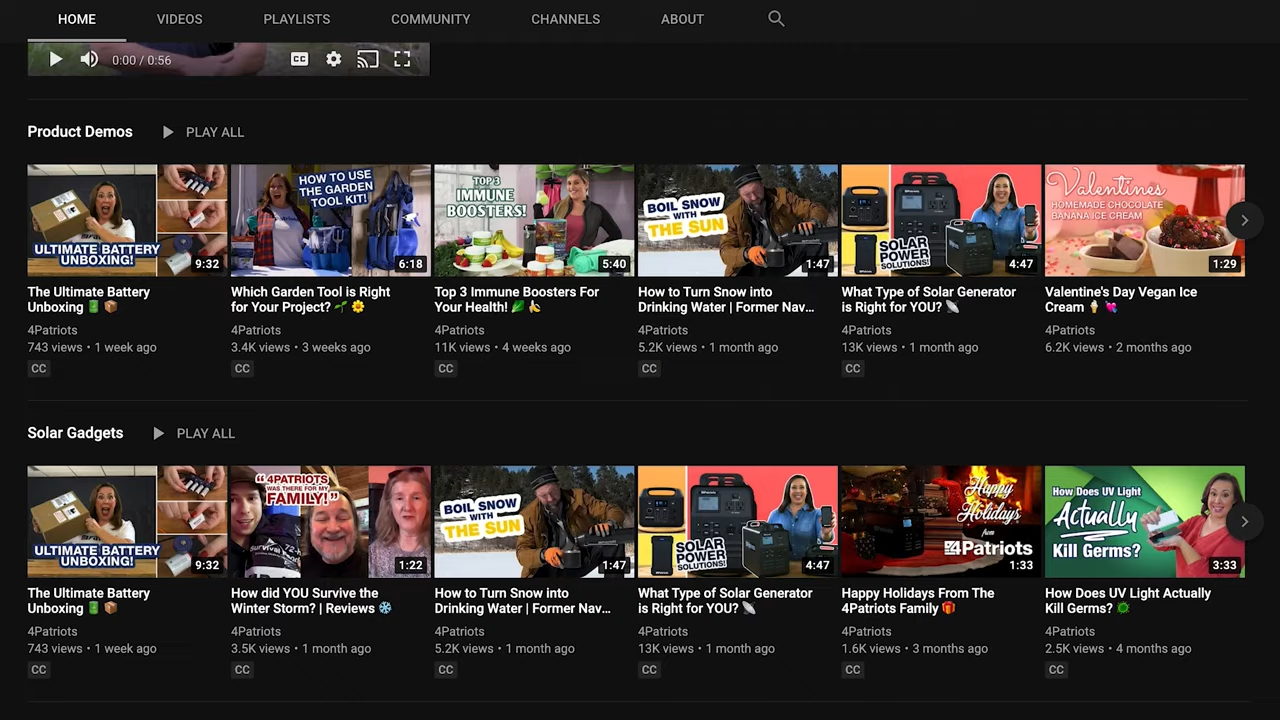 HOME VIDEOS PLAYLISTS COMMUNITY CHANNELS ABOUT
0:00 / 0:56 CC
Product Demos PLAY ALL
ULTIMATE BATTERY
UNBOXING!
9:32
HOW TO USE
THE GARDEN
TOOL KIT!
6:18
TOP 3
IMMUNE
BOOSTERS!
5:40
BOIL SNOW
WITH
THE SUN
1:47
SOLAR
POWER
SOLUTIONS!
4:47
Valentines
HOMEMADE CHOCOLATE
BANANA ICE CREAM
1:29
The Ultimate Battery
Unboxing 🔋 📦
4Patriots
743 views • 1 week ago
CC
Which Garden Tool is Right
for Your Project? 🌱 🌼
4Patriots
3.4K views • 3 weeks ago
CC
Top 3 Immune Boosters For
Your Health! 🥬 🍌
4Patriots
11K views • 4 weeks ago
CC
How to Turn Snow into
Drinking Water | Former Nav...
4Patriots
5.2K views • 1 month ago
CC
What Type of Solar Generator
is Right for YOU? 📡
4Patriots
13K views • 1 month ago
CC
Valentine's Day Vegan Ice
Cream 🍦 💘
4Patriots
6.2K views • 2 months ago
Solar Gadgets PLAY ALL
ULTIMATE BATTERY
UNBOXING!
9:32
"4PATRIOTS
WAS THERE FOR MY
FAMILY!"
Survival
1:22
BOIL SNOW
WITH
THE SUN
1:47
SOLAR
POWER
SOLUTIONS!
4:47
Happy
Holidays
from
4Patriots
1:33
How Does UV Light
Actually
Kill Germs?
3:33
The Ultimate Battery
Unboxing 🔋 📦
4Patriots
743 views • 1 week ago
CC
How did YOU Survive the
Winter Storm? | Reviews ❄️
4Patriots
3.5K views • 1 month ago
CC
How to Turn Snow into
Drinking Water | Former Nav...
4Patriots
5.2K views • 1 month ago
CC
What Type of Solar Generator
is Right for YOU? 📡
4Patriots
13K views • 1 month ago
CC
Happy Holidays From The
4Patriots Family 🎁
4Patriots
1.6K views • 3 months ago
CC
How Does UV Light Actually
Kill Germs? 🦠
4Patriots
2.5K views • 4 months ago
CC